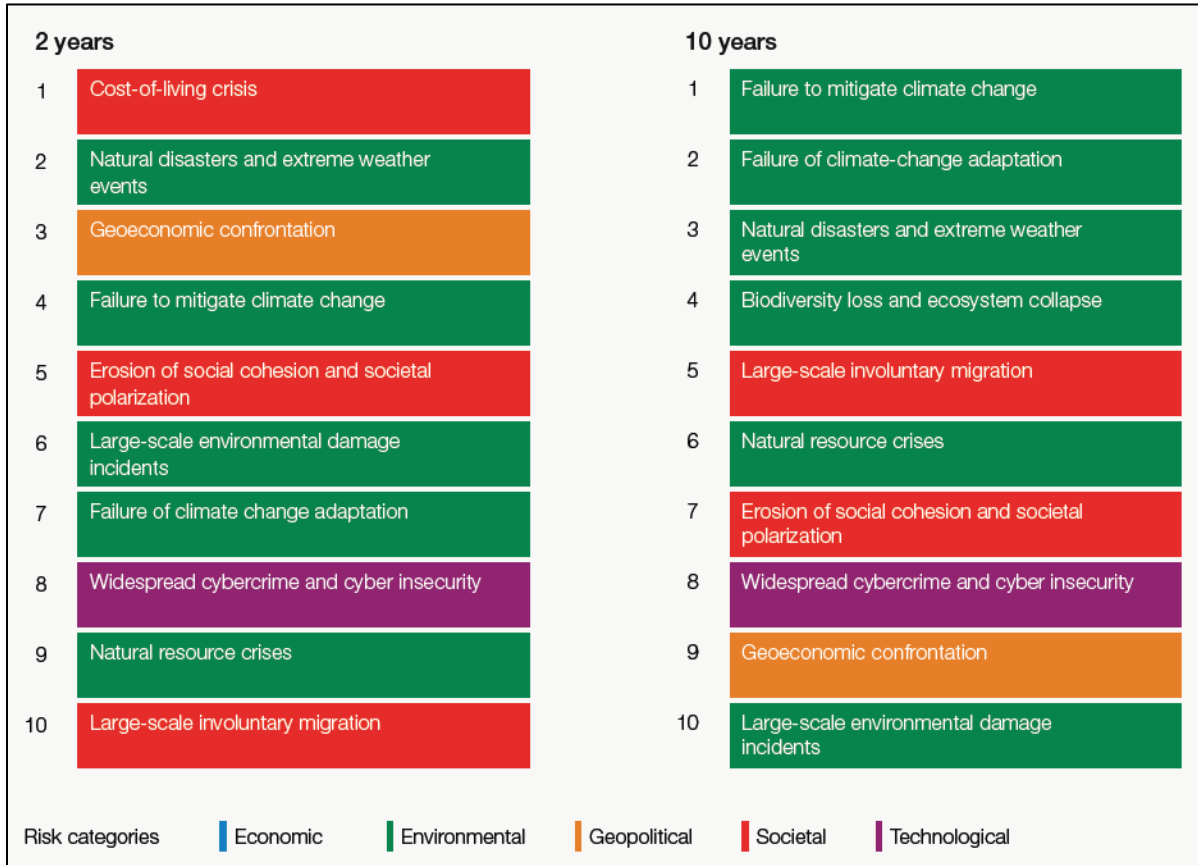 2 years
1
Cost-of-living crisis
2
Natural disasters and extreme weather
events
3
Geoeconomic confrontation
4
Failure to mitigate climate change
5
Erosion of social cohesion and societal
polarization
6
Large-scale environmental damage
incidents
7
Failure of climate change adaptation
8
Widespread cybercrime and cyber insecurity
9
Natural resource crises
10
Large-scale involuntary migration
10 years
1
Failure to mitigate climate change
2
Failure of climate-change adaptation
3
Natural disasters and extreme weather
events
4
Biodiversity loss and ecosystem collapse
5
Large-scale involuntary migration
6
Natural resource crises
7
Erosion of social cohesion and societal
polarization
8
Widespread cybercrime and cyber insecurity
9
Geoeconomic confrontation
10
Large-scale environmental damage
incidents
Risk categories Economic Environmental Geopolitical Societal Technological